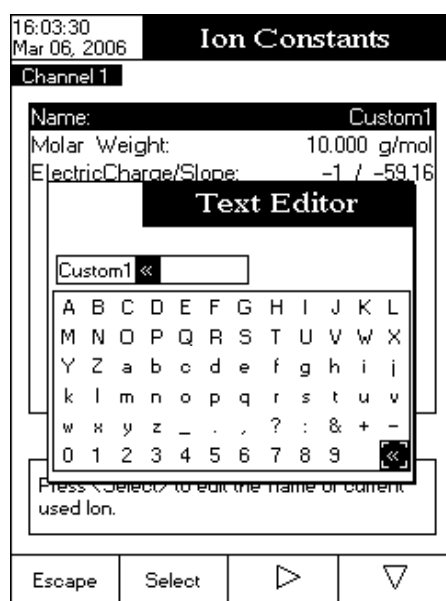 16:03:30
Mar 06, 2006
Ion Constants
Channel 1
Name: Custom1
Molar Weight: 10.000 g/mol
ElectricCharge/Slope: -1 / -59.16
Text Editor
Custom1 «
A B C D E F G H I J K L
M N O P Q R S T U V W X
Y Z a b c d e f g h i j
k l m n o p q r s t u v
w x y z _ . , ? : & + -
0 1 2 3 4 5 6 7 8 9 «
Press <Select> to edit the name of current
used Ion.
Escape Select ▷ ▽